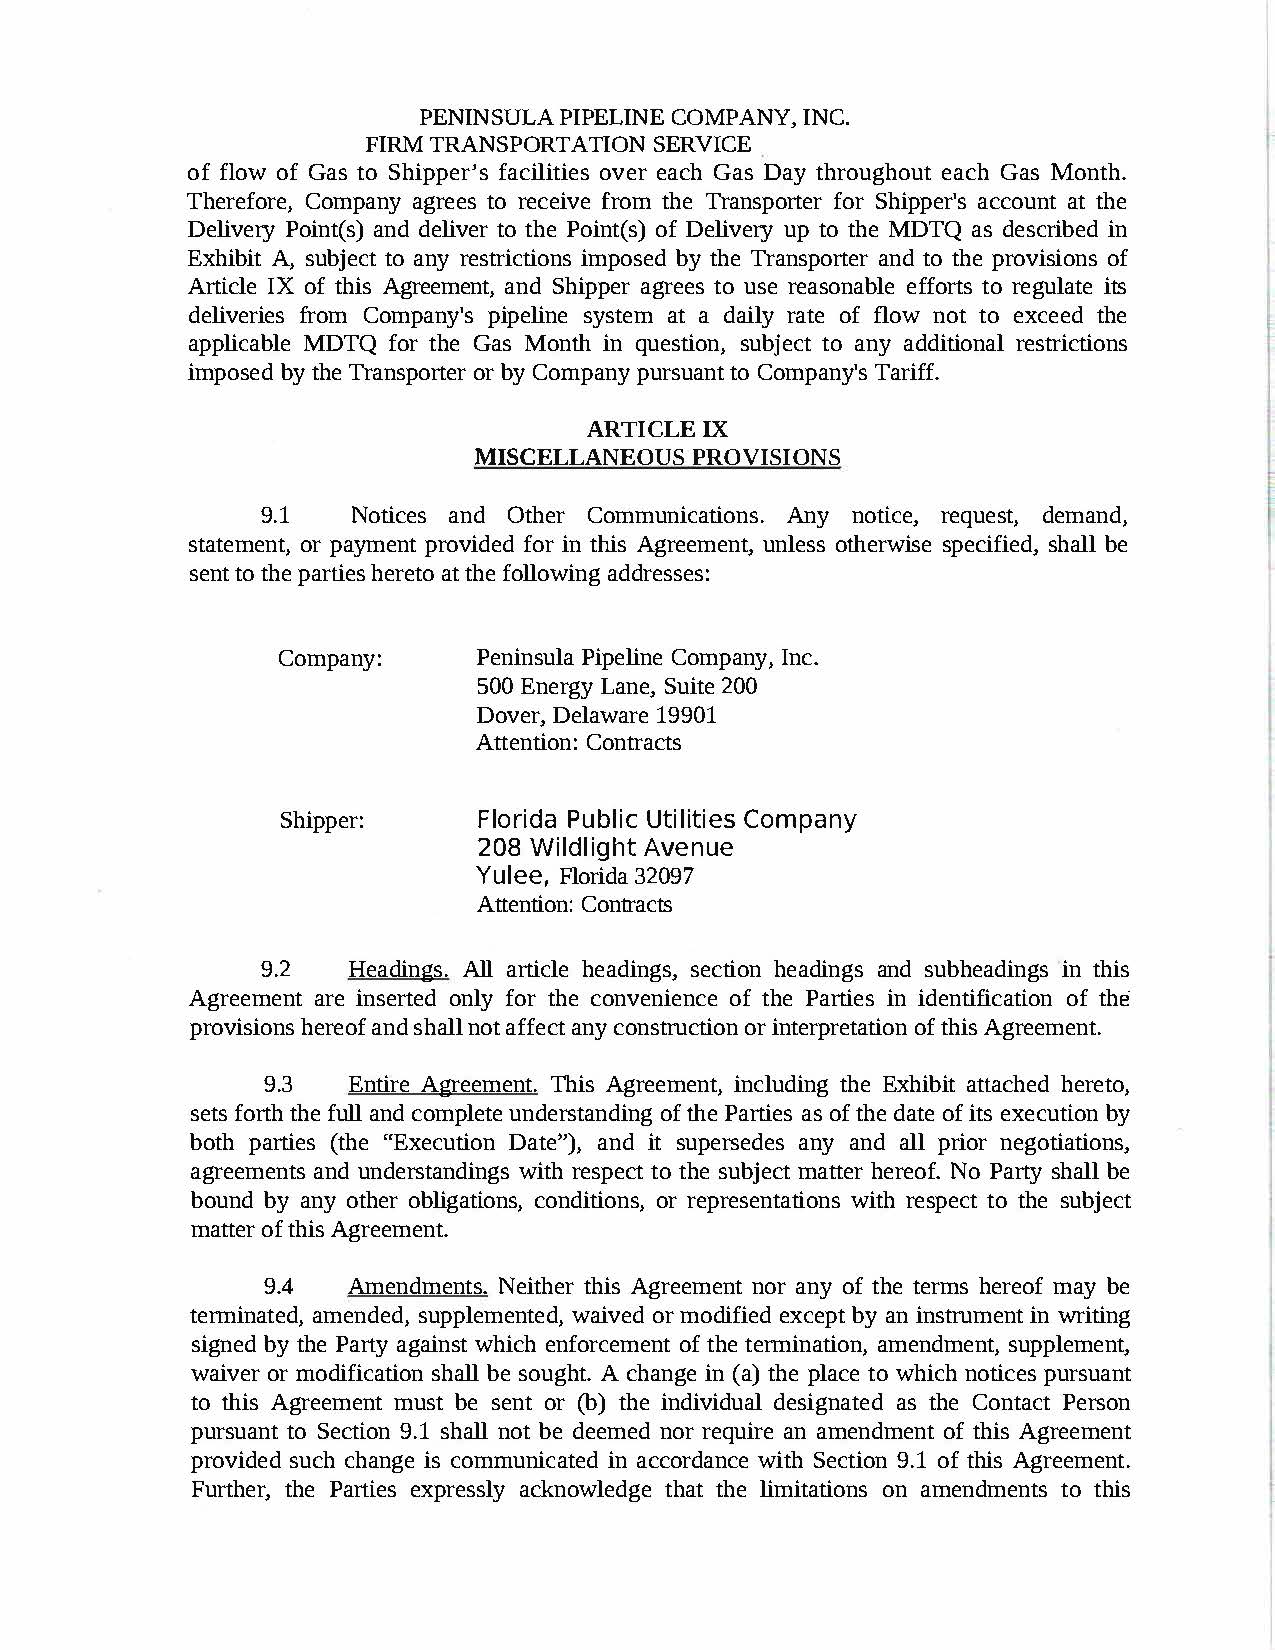 PENINSULA PIPELINE COMPANY, INC.
FIRM TRANSPORTATION SERVICE
of flow of Gas to Shipper’s facilities over each Gas Day throughout each Gas Month.
Therefore, Company agrees to receive from the Transporter for Shipper's account at the
Delivery Point(s) and deliver to the Point(s) of Delivery up to the MDTQ as described in
Exhibit A, subject to any restrictions imposed by the Transporter and to the provisions of
Article IX of this Agreement, and Shipper agrees to use reasonable efforts to regulate its
deliveries from Company's pipeline system at a daily rate of flow not to exceed the
applicable MDTQ for the Gas Month in question, subject to any additional restrictions
imposed by the Transporter or by Company pursuant to Company's Tariff.
ARTICLE IX
MISCELLANEOUS PROVISIONS
9.1 Notices and Other Communications. Any notice, request, demand,
statement, or payment provided for in this Agreement, unless otherwise specified, shall be
sent to the parties hereto at the following addresses:
Company: Peninsula Pipeline Company, Inc.
500 Energy Lane, Suite 200
Dover, Delaware 19901
Attention: Contracts
Shipper: Florida Public Utilities Company
208 Wildlight Avenue
Yulee, Florida 32097
Attention: Contracts
9.2 Headings. All article headings, section headings and subheadings in this
Agreement are inserted only for the convenience of the Parties in identification of the
provisions hereof and shall not affect any construction or interpretation of this Agreement.
9.3 Entire Agreement. This Agreement, including the Exhibit attached hereto,
sets forth the full and complete understanding of the Parties as of the date of its execution by
both parties (the “Execution Date”), and it supersedes any and all prior negotiations,
agreements and understandings with respect to the subject matter hereof. No Party shall be
bound by any other obligations, conditions, or representations with respect to the subject
matter of this Agreement.
9.4 Amendments. Neither this Agreement nor any of the terms hereof may be
terminated, amended, supplemented, waived or modified except by an instrument in writing
signed by the Party against which enforcement of the termination, amendment, supplement,
waiver or modification shall be sought. A change in (a) the place to which notices pursuant
to this Agreement must be sent or (b) the individual designated as the Contact Person
pursuant to Section 9.1 shall not be deemed nor require an amendment of this Agreement
provided such change is communicated in accordance with Section 9.1 of this Agreement.
Further, the Parties expressly acknowledge that the limitations on amendments to this